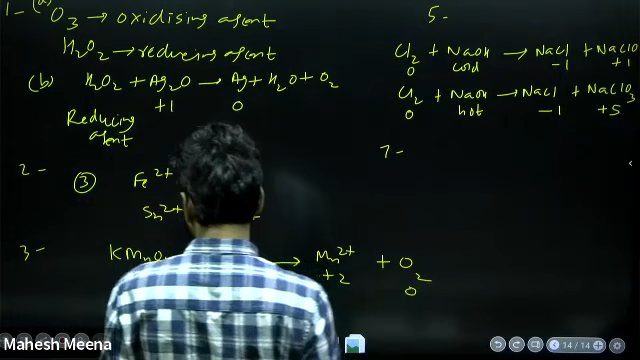 1- (a) O3 → oxidising agent
H2O2 → reducing agent
(b) H2O2 + Ag2O → Ag + H2O + O2
+1 0
Reducing agent
2- ③ Fe2+
Sn2+
3- KMnO → Mn2+ + O2
+2 0
5-
Cl2 + NaOH → NaCl + NaClO
0 cold -1 +1
Cl2 + NaOH → NaCl + NaClO3
0 hot -1 +5
7-
Mahesh Meena
14 / 14